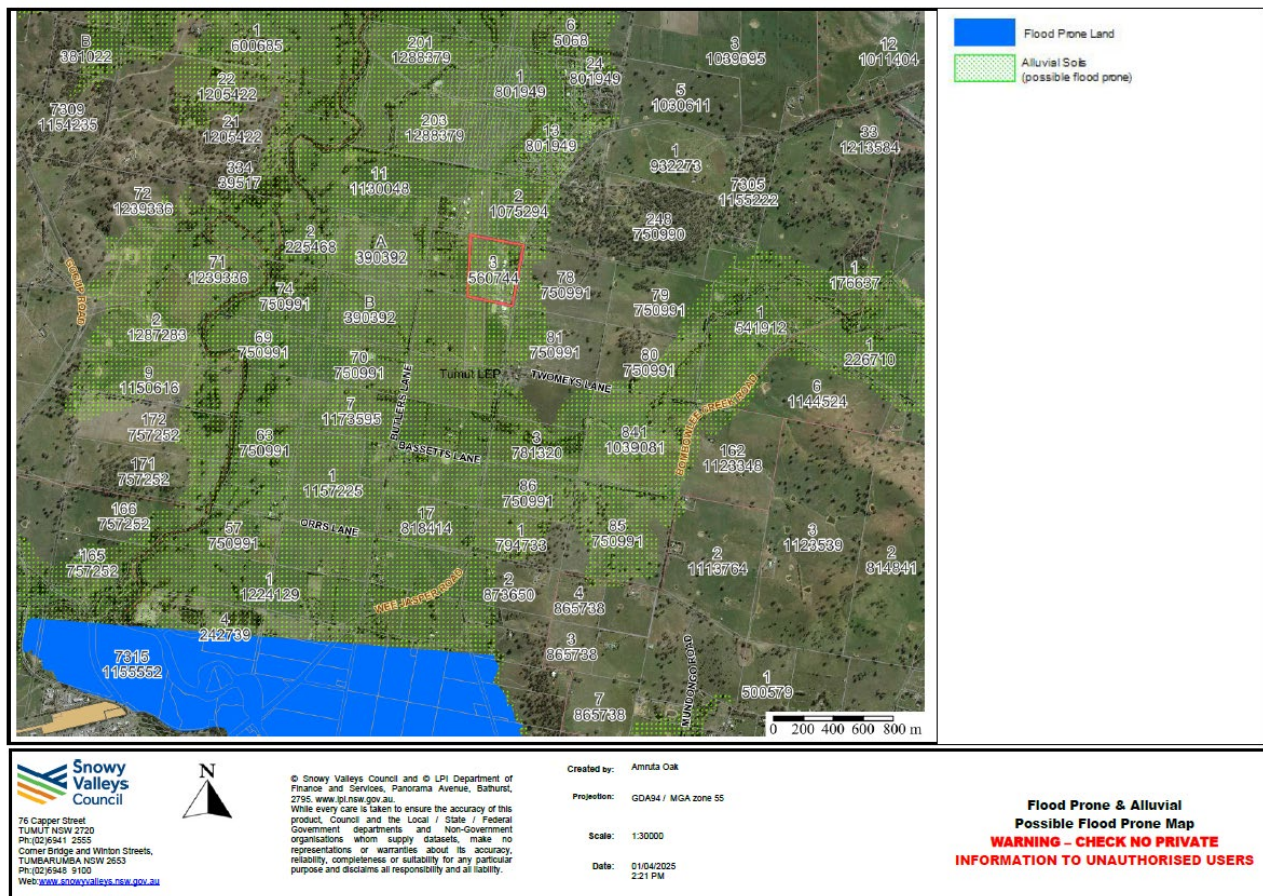 6
5068
B
381022
1
600685
201
1288379
3
1039695
12
1011404
24
801949
22
1205422
1
801949
5
1030611
7309
1154235
21
1205422
203
1288379
13
801949
33
1213584
1
932273
334
39517
11
1130048
7305
1155222
72
1239336
2
1075294
248
750990
2
225468
A
390392
3
560744
71
1239336
78
750991
1
176637
GOCUP ROAD
74
750991
B
390392
79
750991
1
541912
2
1287283
69
750991
70
750991
81
750991
80
750991
1
226710
9
1150616
Tumut LEP
TWOMEYS LANE
6
1144524
BUTLERS LANE
7
1173595
172
757252
63
750991
BASSETTS LANE
3
781320
841
1039081
BOMBOWLEE CREEK ROAD
162
1123348
171
757252
1
1157225
86
750991
166
757252
57
750991
ORRS LANE
17
818414
1
794733
85
750991
3
1123539
165
757252
2
1113764
2
814841
1
1224129
WEE JASPER ROAD
2
873650
4
865738
4
242739
3
865738
7315
1155552
MUNDONGO ROAD
1
500579
7
865738
0 200 400 600 800 m
Flood Prone Land
Alluvial Soils
(possible flood prone)
Snowy
Valleys
Council
76 Capper Street
TUMUT NSW 2720
Ph:(02)6941 2555
Corner Bridge and Winton Streets,
TUMBARUMBA NSW 2653
Ph:(02)6948 9100
Web:www.snowyvalleys.nsw.gov.au
N
© Snowy Valleys Council and © LPI Department of
Finance and Services, Panorama Avenue, Bathurst,
2795. www.lpi.nsw.gov.au.
While every care is taken to ensure the accuracy of this
product, Council and the Local / State / Federal
Government departments and Non-Government
organisations whom supply datasets, make no
representations or warranties about its accuracy,
reliability, completeness or suitability for any particular
purpose and disclaims all responsibility and all liability.
Created by: Amruta Oak
Projection: GDA94 / MGA zone 55
Scale: 1:30000
Date: 01/04/2025
2:21 PM
Flood Prone & Alluvial
Possible Flood Prone Map
WARNING – CHECK NO PRIVATE
INFORMATION TO UNAUTHORISED USERS